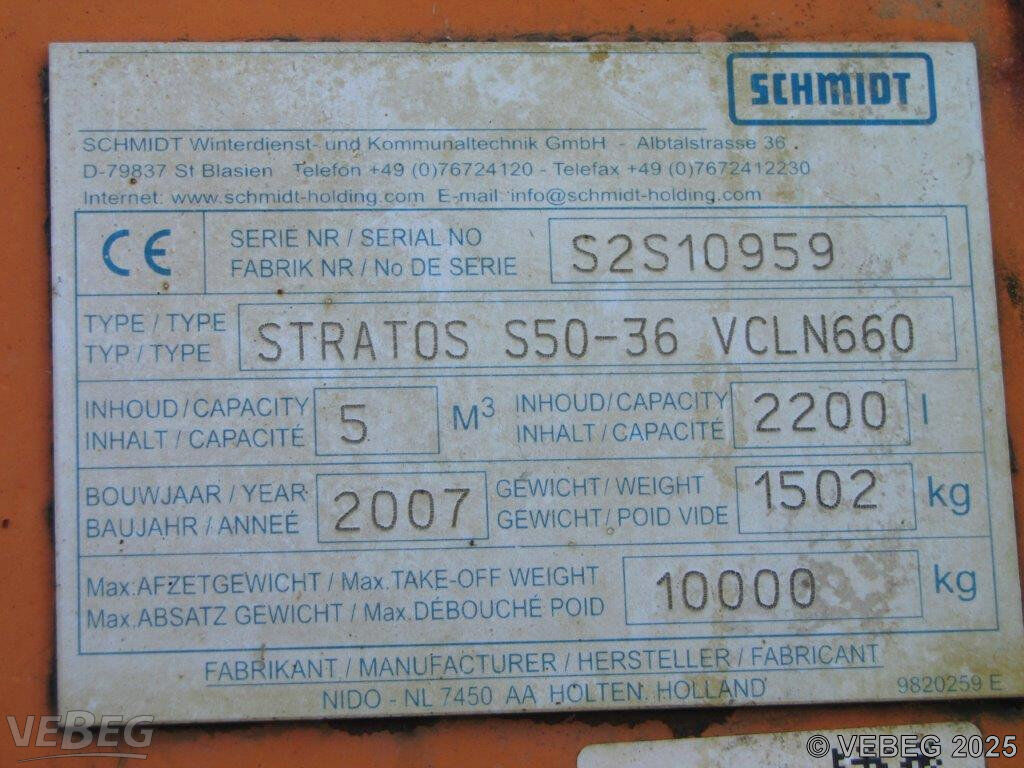 SCHMIDT
SCHMIDT Winterdienst- und Kommunaltechnik GmbH - Albtalstrasse 36
D-79837 St Blasien Telefon +49 (0)76724120 - Telefax +49 (0)7672412230
Internet: www.schmidt-holding.com E-mail: info@schmidt-holding.com
CE
SERIE NR / SERIAL NO
FABRIK NR / No DE SERIE
S2S10959
TYPE / TYPE
TYP / TYPE
STRATOS S50-36 VCLN660
INHOUD / CAPACITY
INHALT / CAPACITÉ
5 M³
INHOUD / CAPACITY
INHALT / CAPACITÉ
2200 l
BOUWJAAR / YEAR
BAUJAHR / ANNEÉ
2007
GEWICHT / WEIGHT
GEWICHT / POID VIDE
1502 kg
Max. AFZETGEWICHT / Max. TAKE-OFF WEIGHT
Max. ABSATZ GEWICHT / Max. DÉBOUCHÉ POID
10000 kg
FABRIKANT / MANUFACTURER / HERSTELLER / FABRICANT
NIDO - NL 7450 AA HOLTEN. HOLLAND
9820259 E
VEBEG
© VEBEG 2025